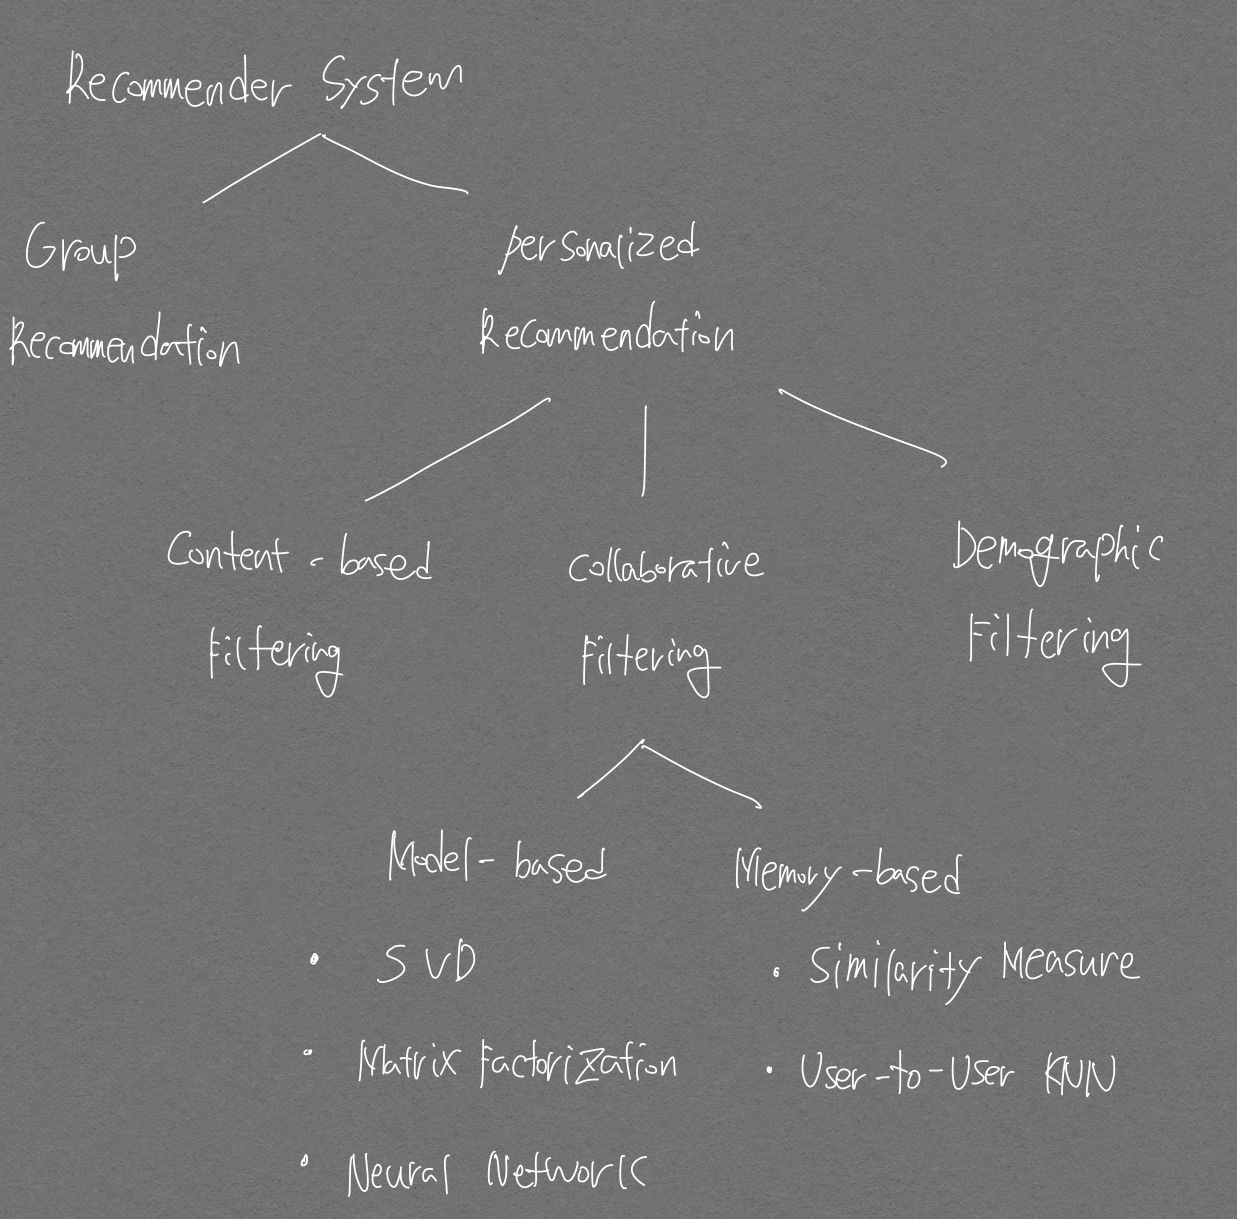 Recommender System
Group
Recommendation
personalized
Recommendation
Content-based
Filtering
Collaborative
Filtering
Demographic
Filtering
Model-based
• SVD
• Matrix Factorization
• Neural Network
Memory-based
• Similarity Measure
• User-to-User KNN